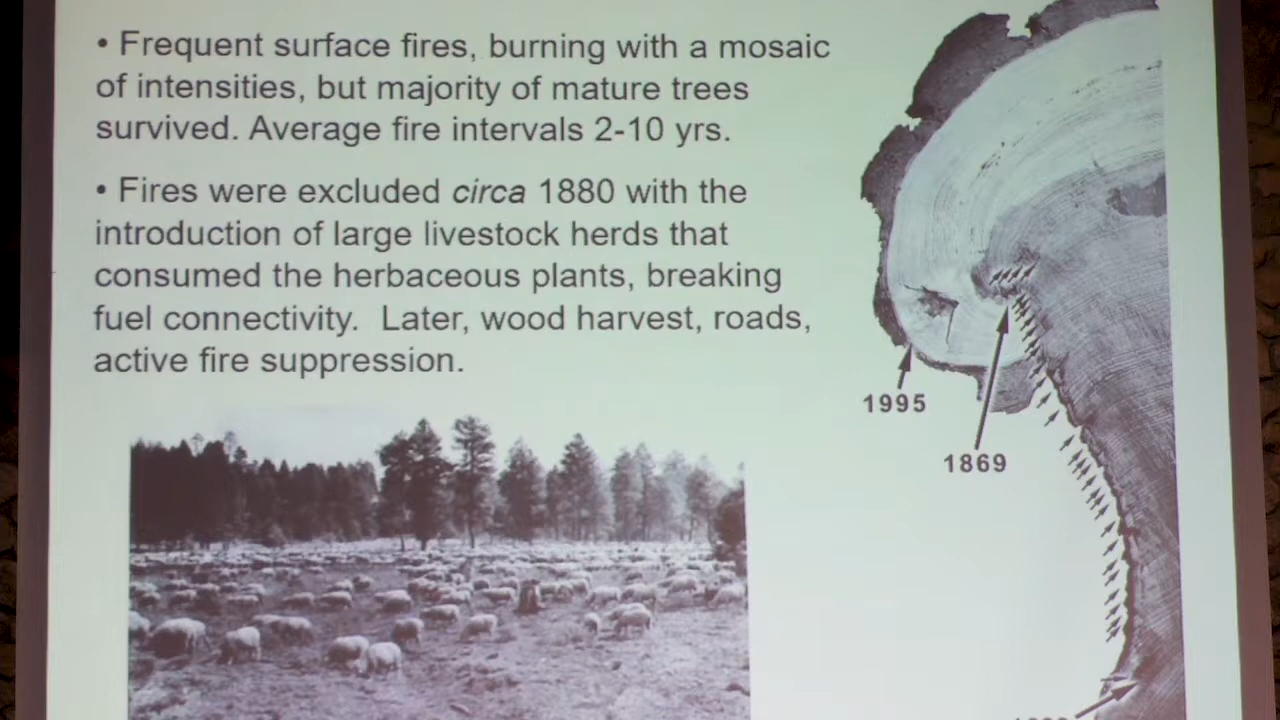 • Frequent surface fires, burning with a mosaic
of intensities, but majority of mature trees
survived. Average fire intervals 2-10 yrs.
• Fires were excluded circa 1880 with the
introduction of large livestock herds that
consumed the herbaceous plants, breaking
fuel connectivity. Later, wood harvest, roads,
active fire suppression.
1995
1869